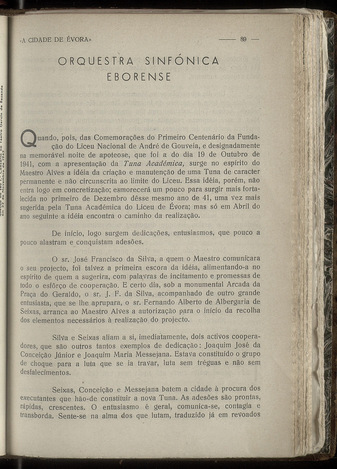 «A CIDADE DE ÉVORA»
89
ORQUESTRA SINFÓNICA
EBORENSE
Quando, pois, das Comemorações do Primeiro Centenário da Funda-
ção do Liceu Nacional de André de Gouveia, e designadamente
na memorável noite de apoteose, que foi a do dia 19 de Outubro de
1941, com a apresentação da Tuna Académica, surge no espírito do
Maestro Alves a idéia da criação e manutenção de uma Tuna de caracter
permanente e não circunscrita ao limite do Liceu. Essa idéia, porém, não
entra logo em concretização; esmorecerá um pouco para surgir mais forta-
lecida no primeiro de Dezembro dêsse mesmo ano de 41, uma vez mais
sugerida pela Tuna Académica do Liceu de Évora; mas só em Abril do
ano seguinte a idéia encontra o caminho da realização.
De início, logo surgem dedicações, entusiasmos, que pouco a
pouco alastram e conquistam adesões.
O sr. José Francisco da Silva, a quem o Maestro comunicara
o seu projecto, foi talvez a primeira escora da idéia, alimentando-a no
espírito de quem a sugerira, com palavras de incitamento e promessas de
todo o esfôrço de cooperação. E certo dia, sob a monumental Arcada da
Praça do Geraldo, o sr. J. F. da Silva, acompanhado de outro grande
entusiasta, que se lhe agrupara, o sr. Fernando Alberto de Albergaria de
Seixas, arranca ao Maestro Alves a autorização para o início da recolha
dos elementos necessários à realização do projecto.
Silva e Seixas aliam a si, imediatamente, dois activos coopera-
dores, que são outros tantos exemplos de dedicação: Joaquim José da
Conceição Júnior e Joaquim Maria Messejana. Estava constituído o grupo
de choque para a luta que se ia travar, luta sem tréguas e não sem
desfalecimentos.
Seixas, Conceição e Messejana batem a cidade à procura dos
executantes que hão-de constituir a nova Tuna. As adesões são prontas,
rápidas, crescentes. O entusiasmo é geral, comunica-se, contagia e
transborda. Sente-se na alma dos que lutam, traduzido já em revoados